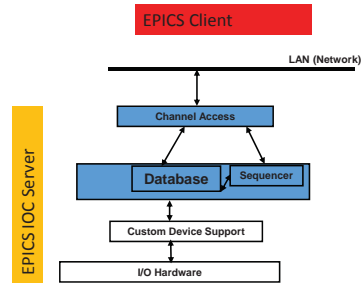 EPICS Client
LAN (Network)
Channel Access
EPICS IOC Server
Database
Sequencer
Custom Device Support
I/O Hardware